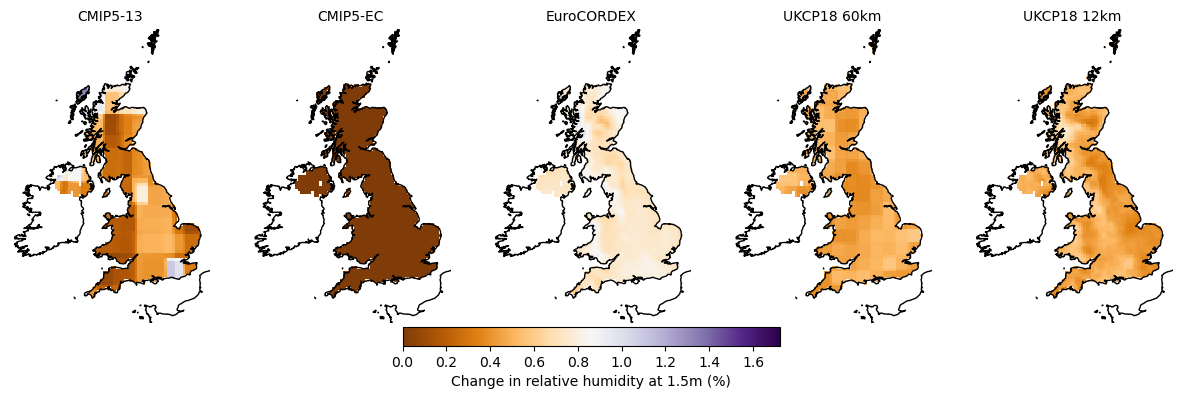 CMIP5-13 CMIP5-EC EuroCORDEX UKCP18 60km UKCP18 12km
0.0 0.2 0.4 0.6 0.8 1.0 1.2 1.4 1.6
Change in relative humidity at 1.5m (%)